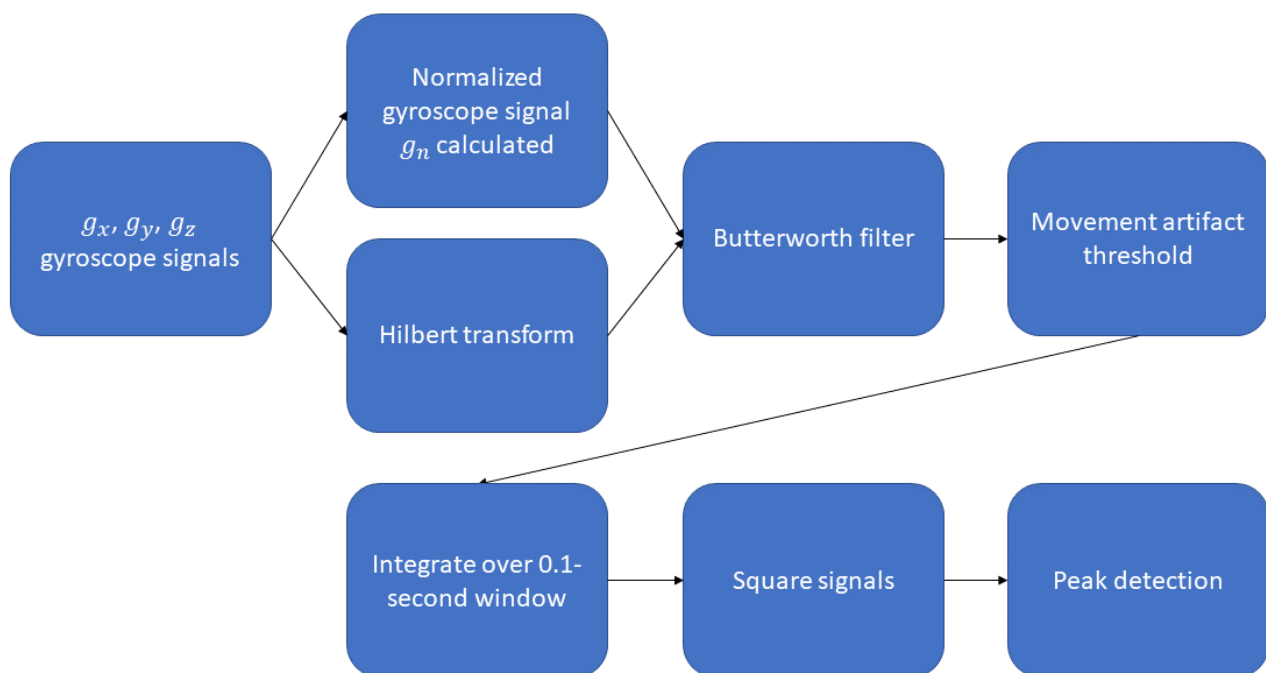 g_x, g_y, g_z
gyroscope signals
Normalized
gyroscope signal
g_n calculated
Hilbert transform
Butterworth filter
Movement artifact
threshold
Integrate over 0.1-
second window
Square signals
Peak detection